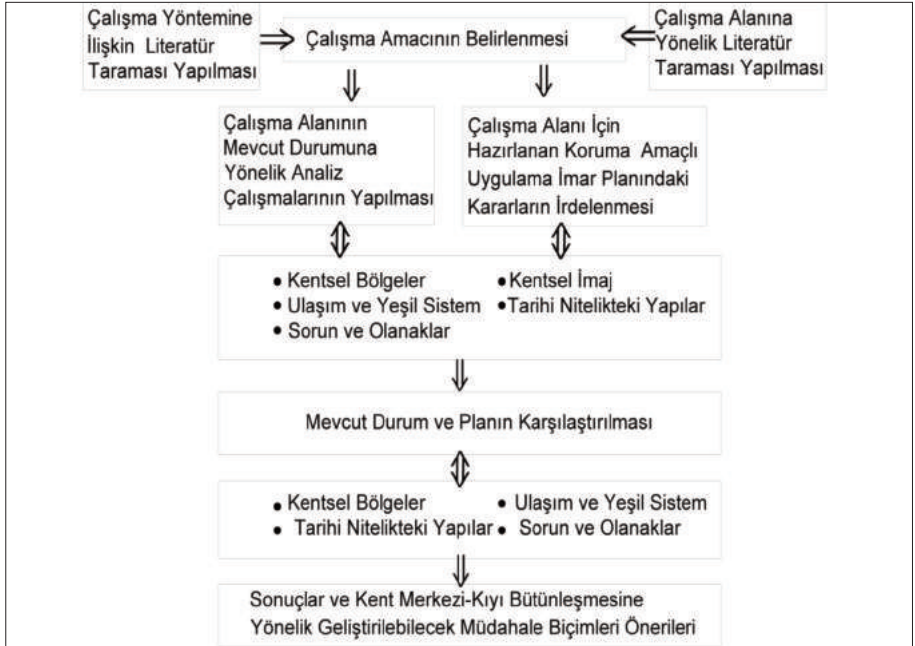 Çalışma Yöntemine
İlişkin Literatür
Taraması Yapılması
Çalışma Amacının Belirlenmesi
Çalışma Alanına
Yönelik Literatür
Taraması Yapılması
Çalışma Alanının
Mevcut Durumuna
Yönelik Analiz
Çalışmalarının Yapılması
Çalışma Alanı İçin
Hazırlanan Koruma Amaçlı
Uygulama İmar Planındaki
Kararların İrdelenmesi
• Kentsel Bölgeler
• Ulaşım ve Yeşil Sistem
• Sorun ve Olanaklar
• Kentsel İmaj
• Tarihi Nitelikteki Yapılar
Mevcut Durum ve Planın Karşılaştırılması
• Kentsel Bölgeler
• Tarihi Nitelikteki Yapılar
• Ulaşım ve Yeşil Sistem
• Sorun ve Olanaklar
Sonuçlar ve Kent Merkezi-Kıyı Bütünleşmesine
Yönelik Geliştirilebilecek Müdahale Biçimleri Önerileri